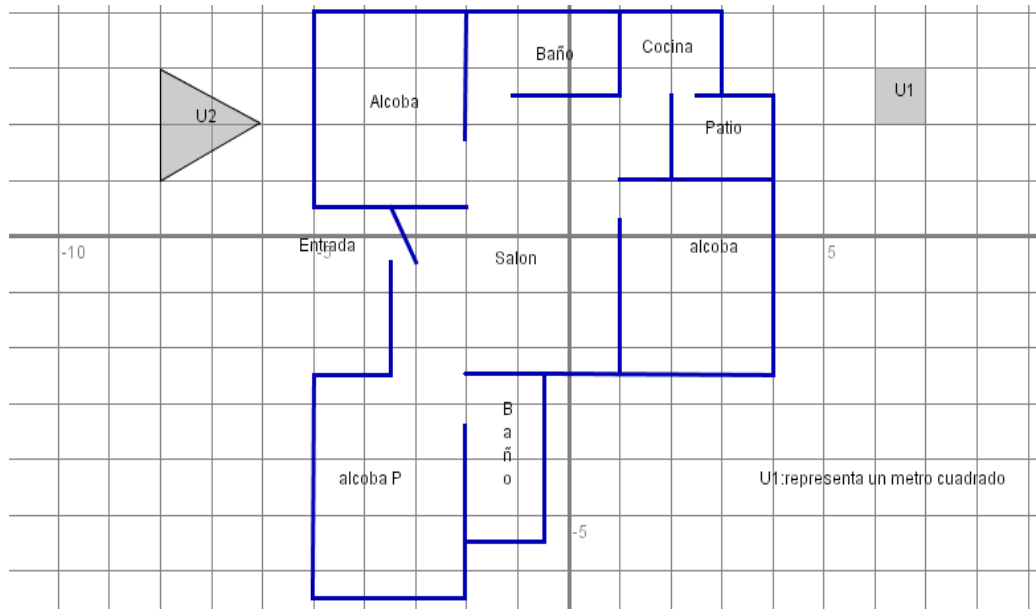 Baño
Cocina
U2
Alcoba
U1
Patio
Entrada
-10
-5
Salon
alcoba
5
B
a
ñ
o
alcoba P
U1:representa un metro cuadrado
-5